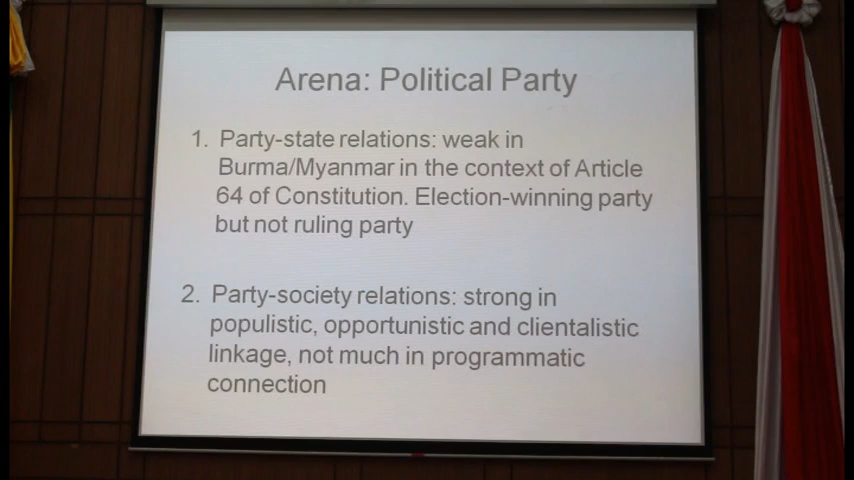 Arena: Political Party
1. Party-state relations: weak in
Burma/Myanmar in the context of Article
64 of Constitution. Election-winning party
but not ruling party
2. Party-society relations: strong in
populistic, opportunistic and clientalistic
linkage, not much in programmatic
connection